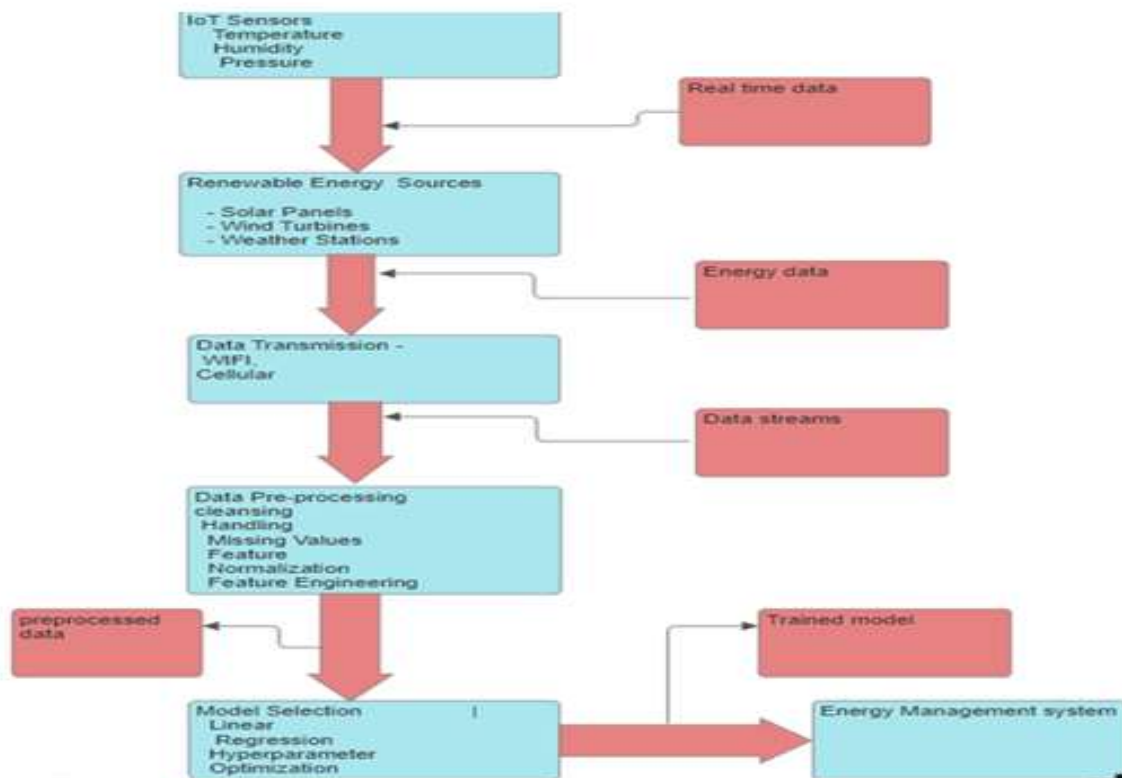 IoT Sensors
Temperature
Humidity
Pressure
Real time data
Renewable Energy Sources
- Solar Panels
- Wind Turbines
- Weather Stations
Energy data
Data Transmission -
WIFI,
Cellular
Data streams
Data Pre-processing
cleansing
Handling
Missing Values
Feature
Normalization
Feature Engineering
preprocessed
data
Trained model
Model Selection |
Linear
Regression
Hyperparameter
Optimization
Energy Management system